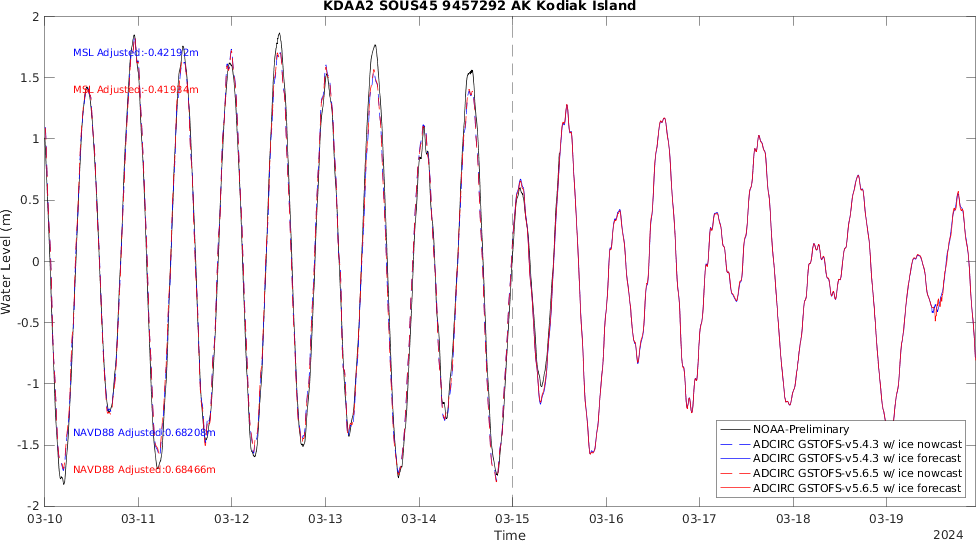 KDAA2 SOUS45 9457292 AK Kodiak Island
2
1.5
1
0.5
0
-0.5
-1
-1.5
-2
Water Level (m)
MSL Adjusted:-0.42192m
MSL Adjusted:-0.41934m
NAVD88 Adjusted:0.68208m
NAVD88 Adjusted:0.68466m
NOAA-Preliminary
ADCIRC GSTOFS-v5.4.3 w/ ice nowcast
ADCIRC GSTOFS-v5.4.3 w/ ice forecast
ADCIRC GSTOFS-v5.6.5 w/ ice nowcast
ADCIRC GSTOFS-v5.6.5 w/ ice forecast
03-10 03-11 03-12 03-13 03-14 03-15 03-16 03-17 03-18 03-19
Time
2024